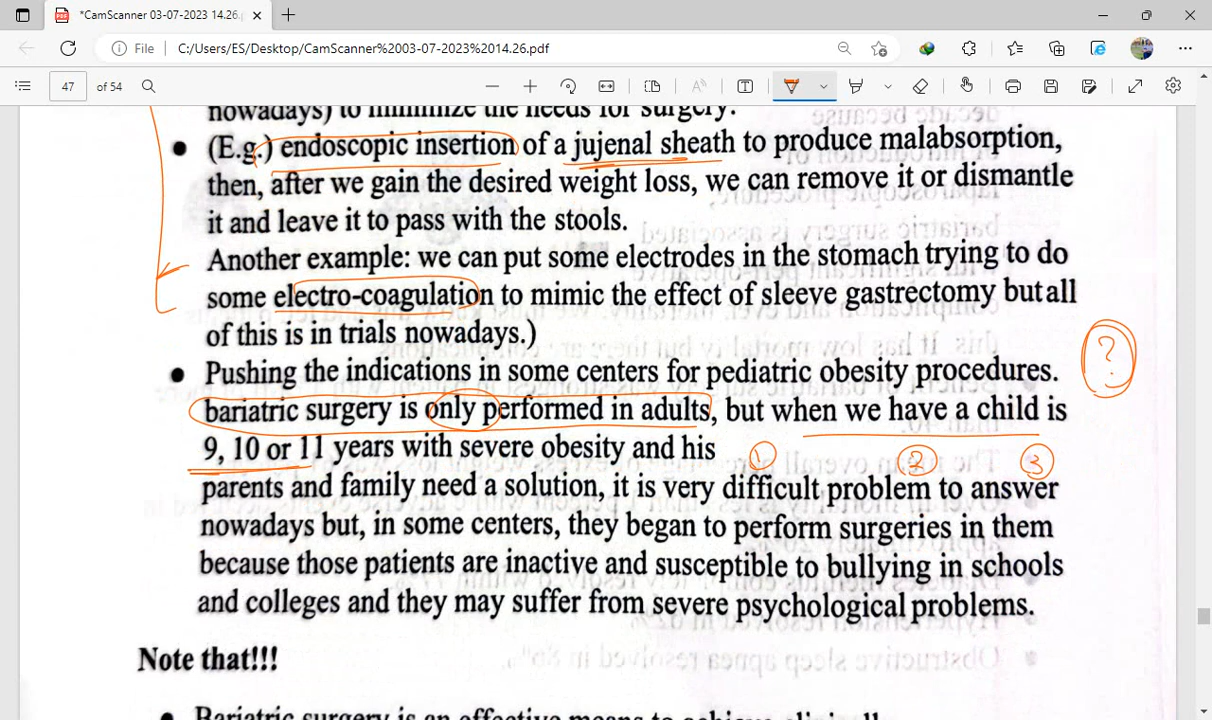 *CamScanner 03-07-2023 14.26.
File C:/Users/ES/Desktop/CamScanner%2003-07-2023%2014.26.pdf
47 of 54
nowadays) to minimize the needs for surgery.
• (E.g.) endoscopic insertion of a jujenal sheath to produce malabsorption,
then, after we gain the desired weight loss, we can remove it or dismantle
it and leave it to pass with the stools.
Another example: we can put some electrodes in the stomach trying to do
some electro-coagulation to mimic the effect of sleeve gastrectomy but all
of this is in trials nowadays.)
• Pushing the indications in some centers for pediatric obesity procedures.
?
bariatric surgery is only performed in adults, but when we have a child is
9, 10 or 11 years with severe obesity and his
1 2 3
parents and family need a solution, it is very difficult problem to answer
nowadays but, in some centers, they began to perform surgeries in them
because those patients are inactive and susceptible to bullying in schools
and colleges and they may suffer from severe psychological problems.
Note that!!!
• Bariatric surgery is an effective means to achieve clinically